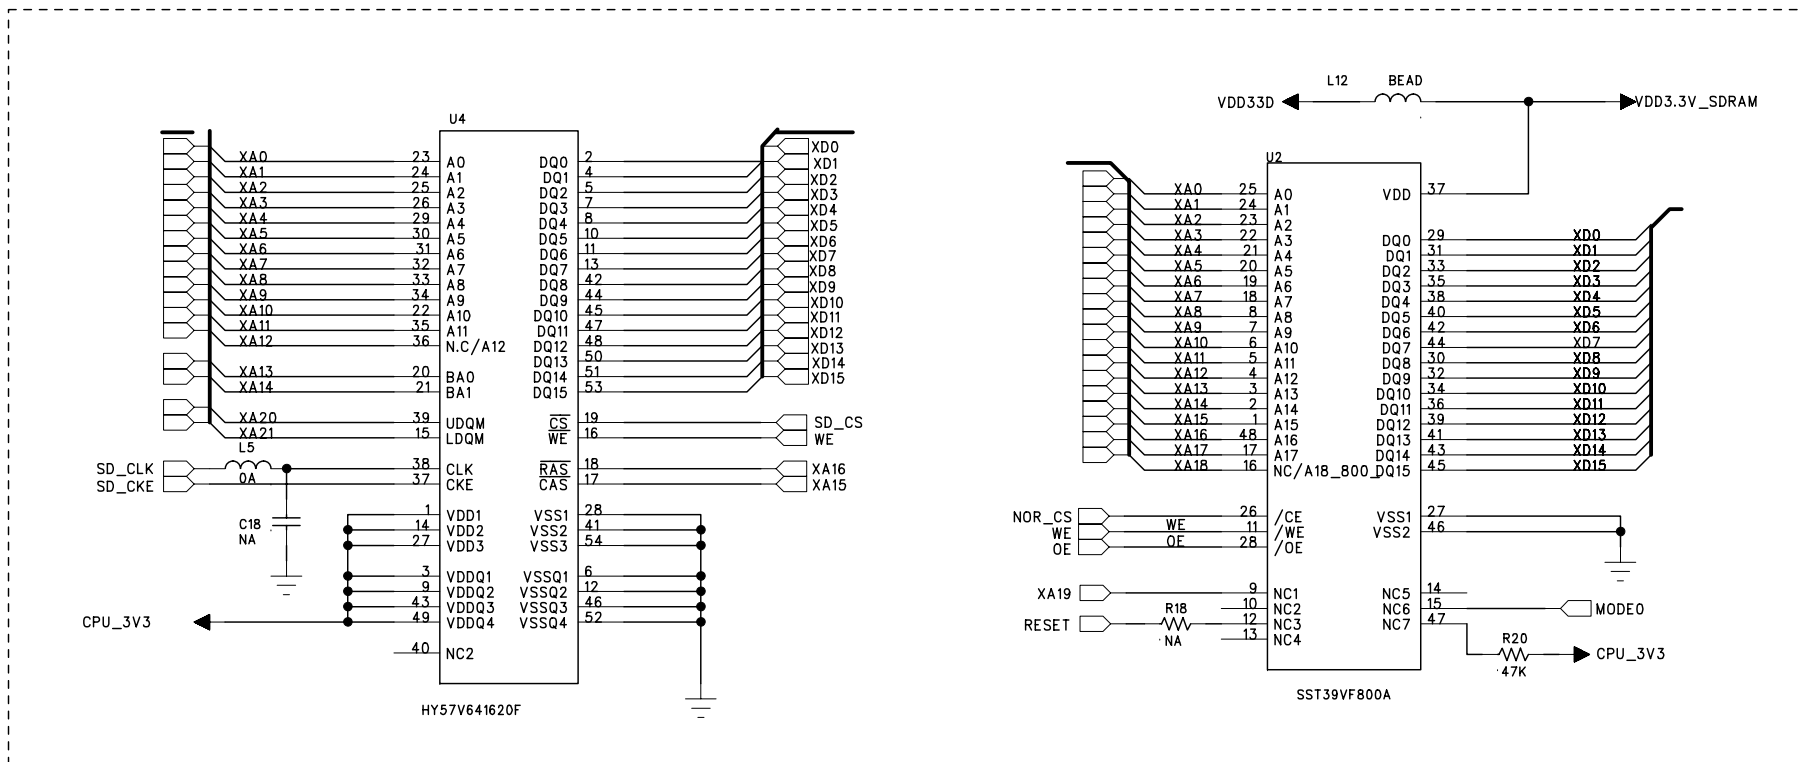 L12 BEAD
VDD33D VDD3.3V_SDRAM
U4
XA0 23 A0 DQ0 2 XD0
XA1 24 A1 DQ1 4 XD1
XA2 25 A2 DQ2 5 XD2
XA3 26 A3 DQ3 7 XD3
XA4 29 A4 DQ4 8 XD4
XA5 30 A5 DQ5 10 XD5
XA6 31 A6 DQ6 11 XD6
XA7 32 A7 DQ7 13 XD7
XA8 33 A8 DQ8 42 XD8
XA9 34 A9 DQ9 44 XD9
XA10 22 A10 DQ10 45 XD10
XA11 35 A11 DQ11 47 XD11
XA12 36 N.C/A12 DQ12 48 XD12
DQ13 50 XD13
XA13 20 BA0 DQ14 51 XD14
XA14 21 BA1 DQ15 53 XD15
XA20 39 UDQM CS 19 SD_CS
XA21 15 LDQM WE 16 WE
L5
SD_CLK 38 CLK RAS 18 XA16
SD_CKE 0A 37 CKE CAS 17 XA15
1 VDD1 VSS1 28
C18 14 VDD2 VSS2 41
NA 27 VDD3 VSS3 54
3 VDDQ1 VSSQ1 6
9 VDDQ2 VSSQ2 12
43 VDDQ3 VSSQ3 46
CPU_3V3 49 VDDQ4 VSSQ4 52
40 NC2
HY57V641620F
U2
XA0 25 A0 VDD 37
XA1 24 A1
XA2 23 A2
XA3 22 A3 DQ0 29 XD0
XA4 21 A4 DQ1 31 XD1
XA5 20 A5 DQ2 33 XD2
XA6 19 A6 DQ3 35 XD3
XA7 18 A7 DQ4 38 XD4
XA8 8 A8 DQ5 40 XD5
XA9 7 A9 DQ6 42 XD6
XA10 6 A10 DQ7 44 XD7
XA11 5 A11 DQ8 30 XD8
XA12 4 A12 DQ9 32 XD9
XA13 3 A13 DQ10 34 XD10
XA14 2 A14 DQ11 36 XD11
XA15 1 A15 DQ12 39 XD12
XA16 48 A16 DQ13 41 XD13
XA17 17 A17 DQ14 43 XD14
XA18 16 NC/A18_800_DQ15 45 XD15
NOR_CS 26 /CE VSS1 27
WE WE 11 /WE VSS2 46
OE OE 28 /OE
XA19 9 NC1 NC5 14
10 NC2 NC6 15 MODE0
RESET R18 12 NC3 NC7 47
NA 13 NC4
R20 CPU_3V3
47K
SST39VF800A